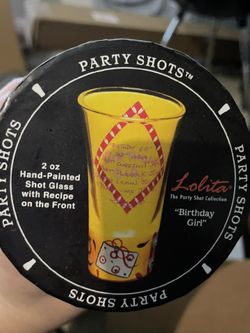 PARTY SHOTS™
PARTY SHOTS
2 oz
Hand-Painted
Shot Glass
with Recipe
on the Front
Lolita®
The Party Shot Collection
"Birthday
Girl"
PARTY SHOTS
PARTY SHOTS